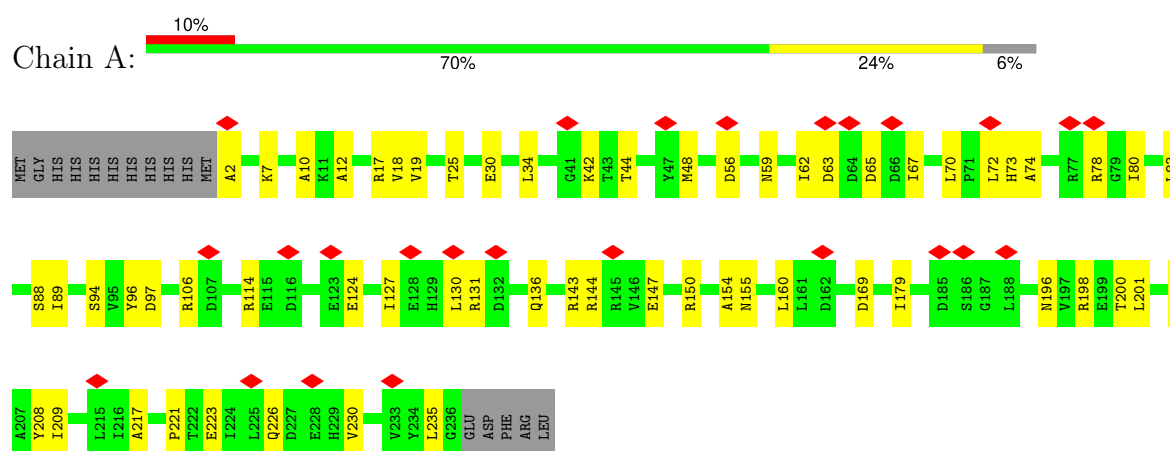 10%
Chain A:
70% 24% 6%
MET GLY HIS HIS HIS HIS HIS HIS HIS HIS MET A2 K7 A10 K11 A12 R17 V18 V19 T25 E30 L34 G41 K42 T43 T44 Y47 M48 D56 N59 I62 D63 D64 D65 D66 I67 L70 P71 L72 H73 A74 R77 R78 G79 I80
S88 I89 S94 V95 Y96 D97 R106 D107 R114 E115 D116 E123 E124 I127 E128 H129 L130 R131 D132 Q136 R143 R144 R145 V146 E147 R150 A154 N155 L160 L161 D162 D169 I179 D185 S186 G187 L188 N196 V197 R198 E199 T200 L201
A207 Y208 I209 L215 I216 A217 P221 T222 E223 I224 L225 Q226 D227 E228 H229 V230 V233 Y234 L235 G236 GLU ASP PHE ARG LEU